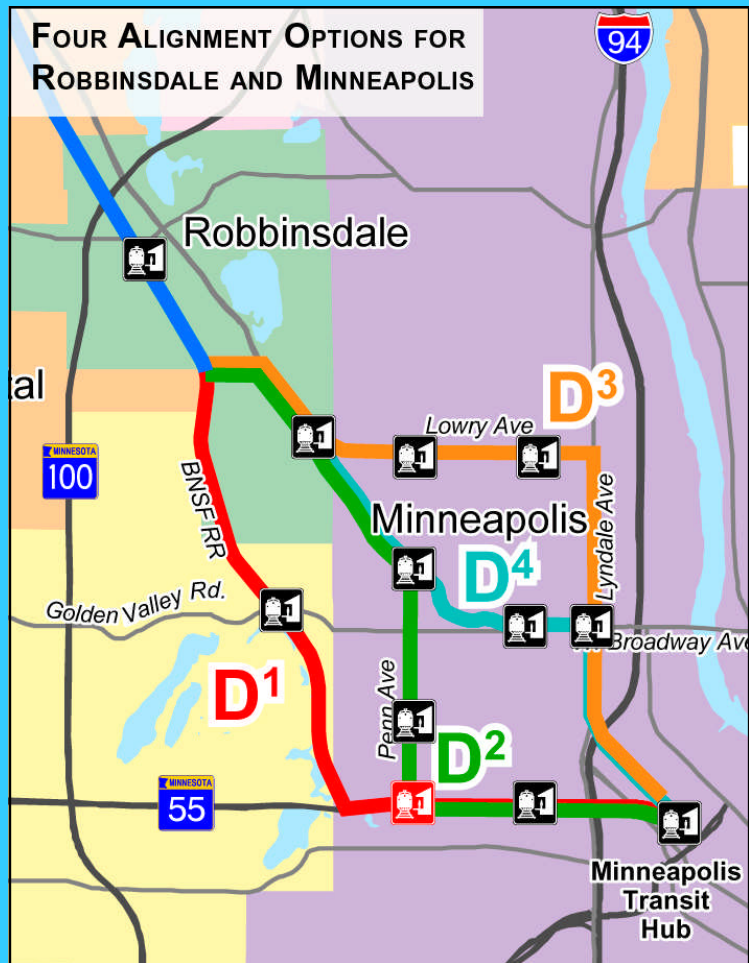 FOUR ALIGNMENT OPTIONS FOR
ROBBINSDALE AND MINNEAPOLIS
94
Robbinsdale
tal
D3
Lowry Ave
MINNESOTA
100
BNSF RR
Minneapolis
D4
Lyndale Ave
Golden Valley Rd.
Broadway Ave
D1
Penn Ave
D2
MINNESOTA
55
Minneapolis
Transit
Hub